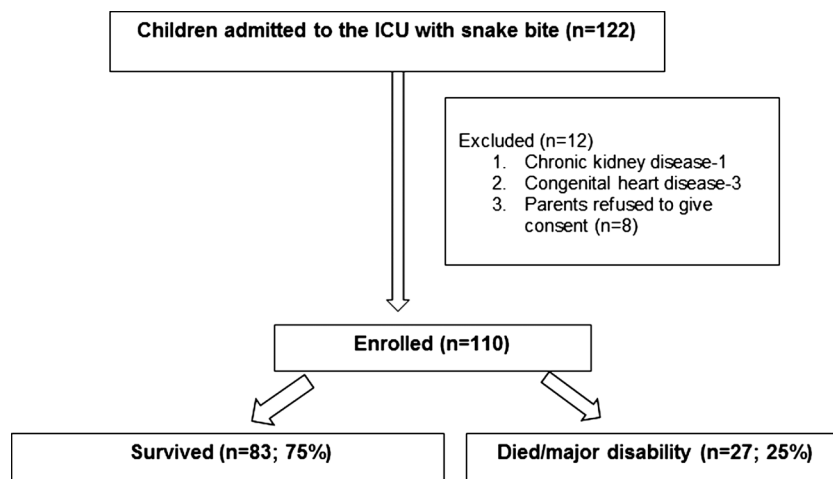 Children admitted to the ICU with snake bite (n=122)
Excluded (n=12)
1. Chronic kidney disease-1
2. Congenital heart disease-3
3. Parents refused to give
consent (n=8)
Enrolled (n=110)
Survived (n=83; 75%)
Died/major disability (n=27; 25%)